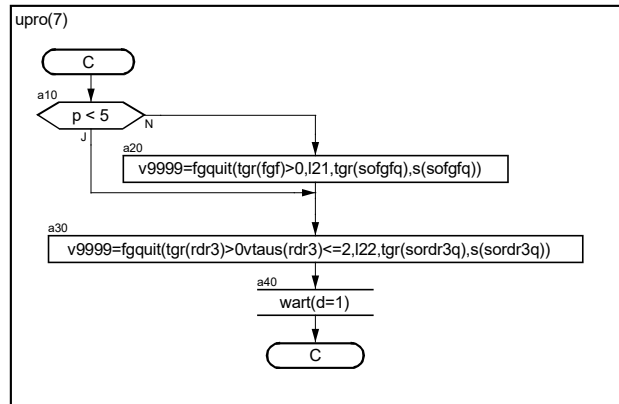 upro(7)
C
a10
p < 5
N
J
a20
v9999=fgquit(tgr(fgf)>0,l21,tgr(sofgfq),s(sofgfq))
a30
v9999=fgquit(tgr(rdr3)>0vtaus(rdr3)<=2,l22,tgr(sordr3q),s(sordr3q))
a40
wart(d=1)
C